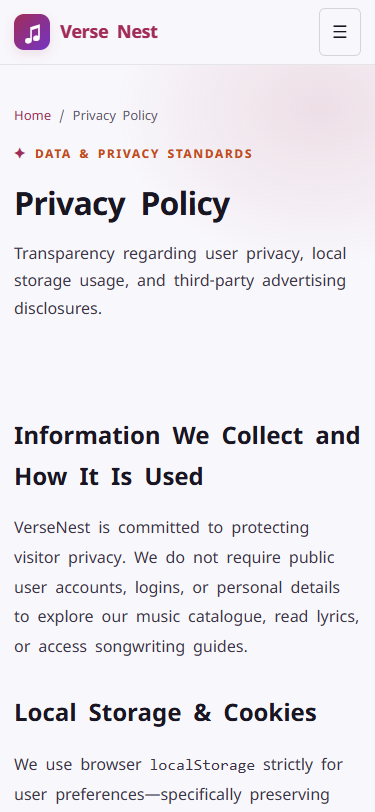 Verse Nest
☰
Home / Privacy Policy
✦ DATA & PRIVACY STANDARDS
Privacy Policy
Transparency regarding user privacy, local
storage usage, and third-party advertising
disclosures.
Information We Collect and
How It Is Used
VerseNest is committed to protecting
visitor privacy. We do not require public
user accounts, logins, or personal details
to explore our music catalogue, read lyrics,
or access songwriting guides.
Local Storage & Cookies
We use browser localStorage strictly for
user preferences—specifically preserving